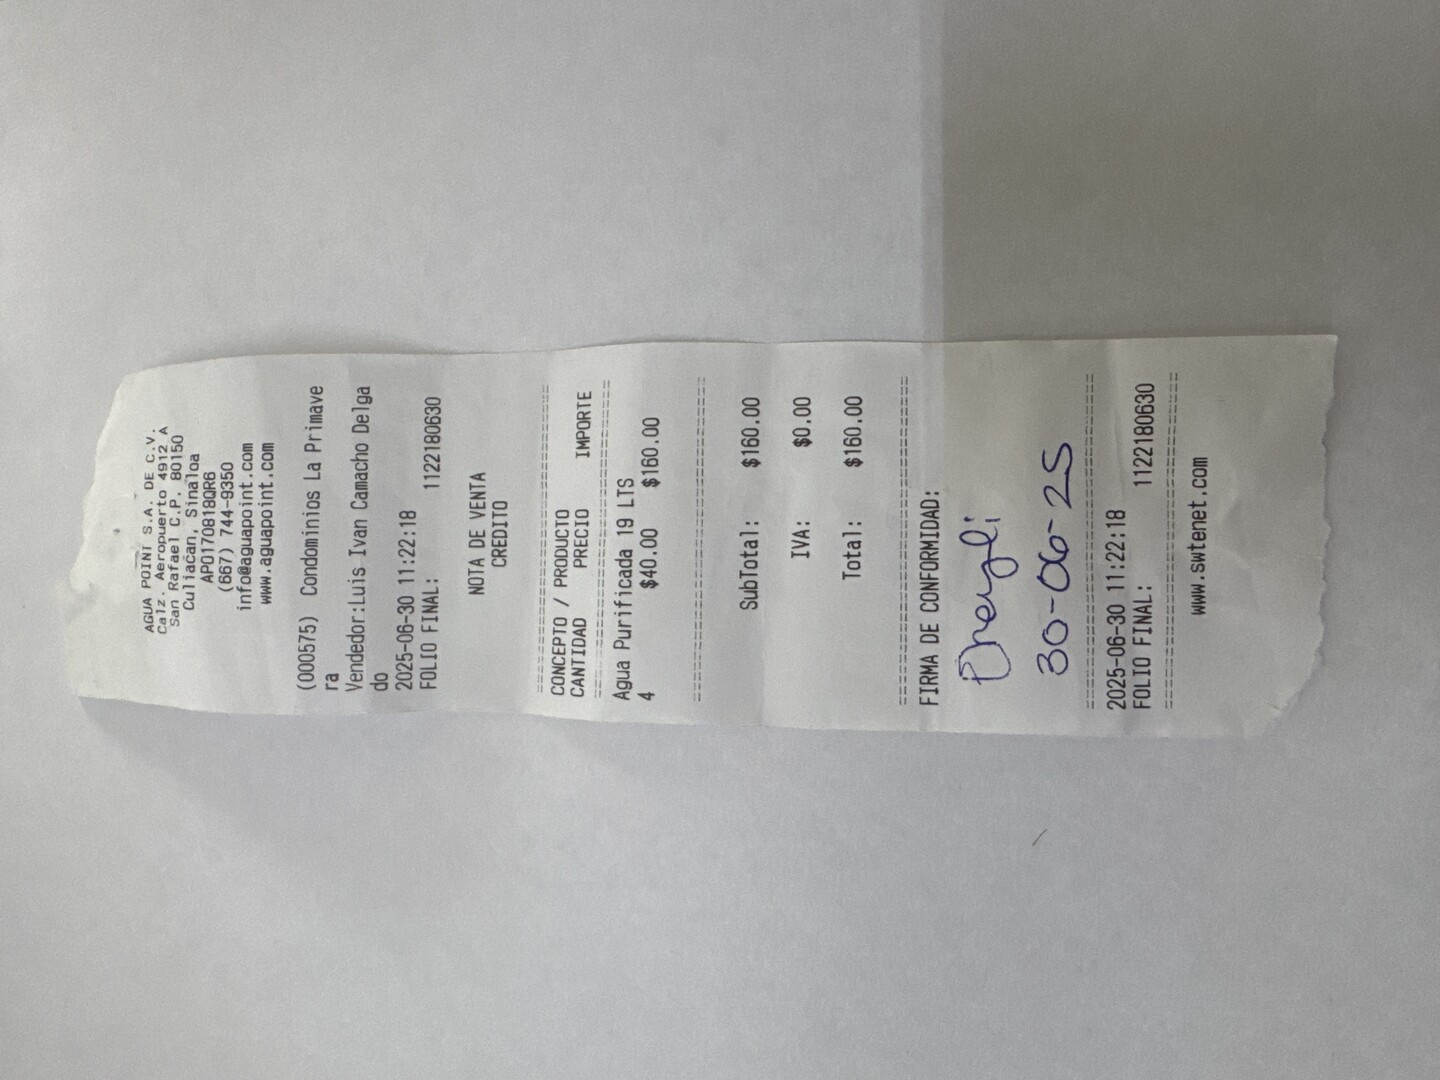 AGUA POINT S.A. DE C.V.
Calz. Aeropuerto 4912 A
San Rafael C.P. 80150
Culiacan, Sinaloa
APO170818QR6
(667) 744-9350
info@aguapoint.com
www.aguapoint.com
(000575) Condominios La Primave
ra
Vendedor:Luis Ivan Camacho Delga
do
2025-06-30 11:22:18
FOLIO FINAL: 1122180630
NOTA DE VENTA
CREDITO
================================
CONCEPTO / PRODUCTO
CANTIDAD PRECIO IMPORTE
================================
Agua Purificada 19 LTS
4 $40.00 $160.00
================================
SubTotal: $160.00
IVA: $0.00
Total: $160.00
================================
FIRMA DE CONFORMIDAD:
30-06-25
================================
2025-06-30 11:22:18
FOLIO FINAL: 1122180630
================================
www.swtenet.com